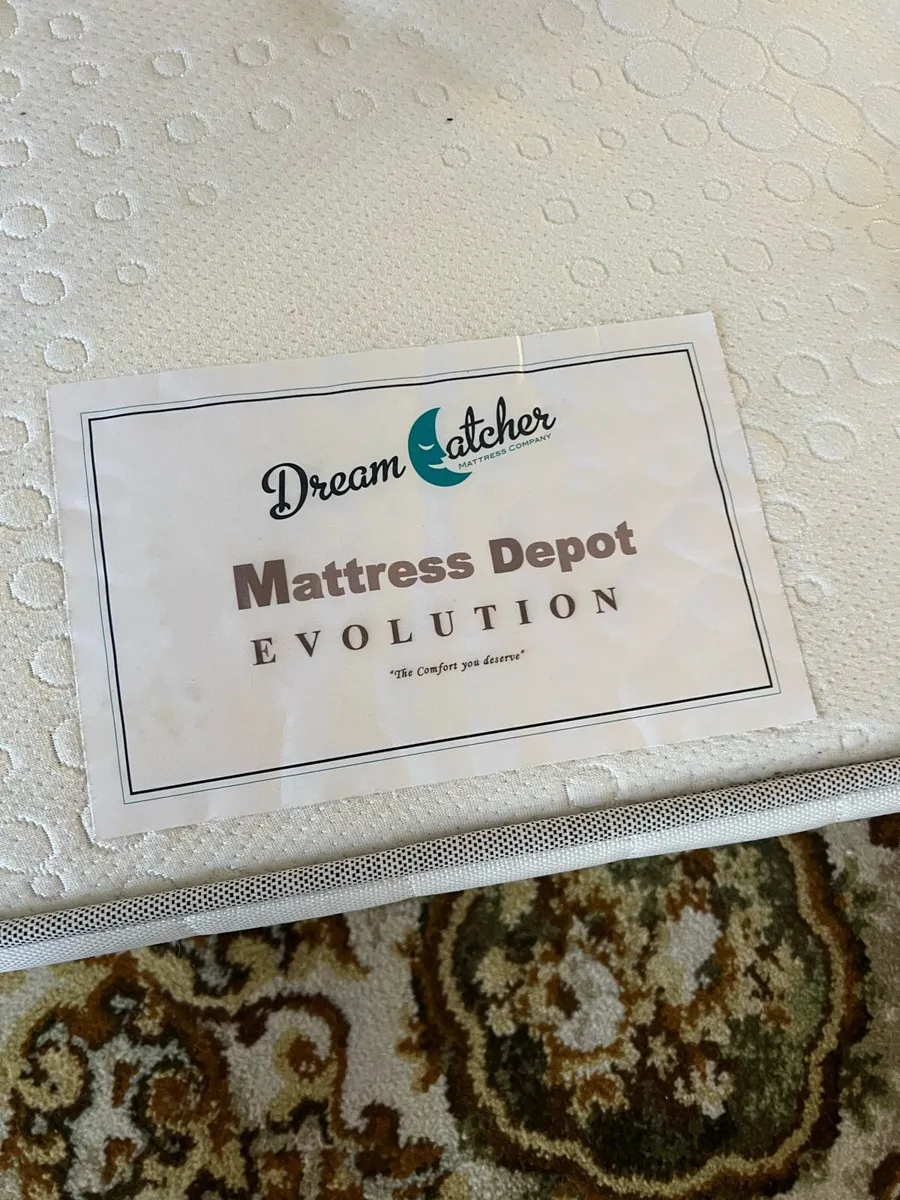 Dream Catcher
MATTRESS COMPANY
Mattress Depot
EVOLUTION
"The Comfort you deserve"